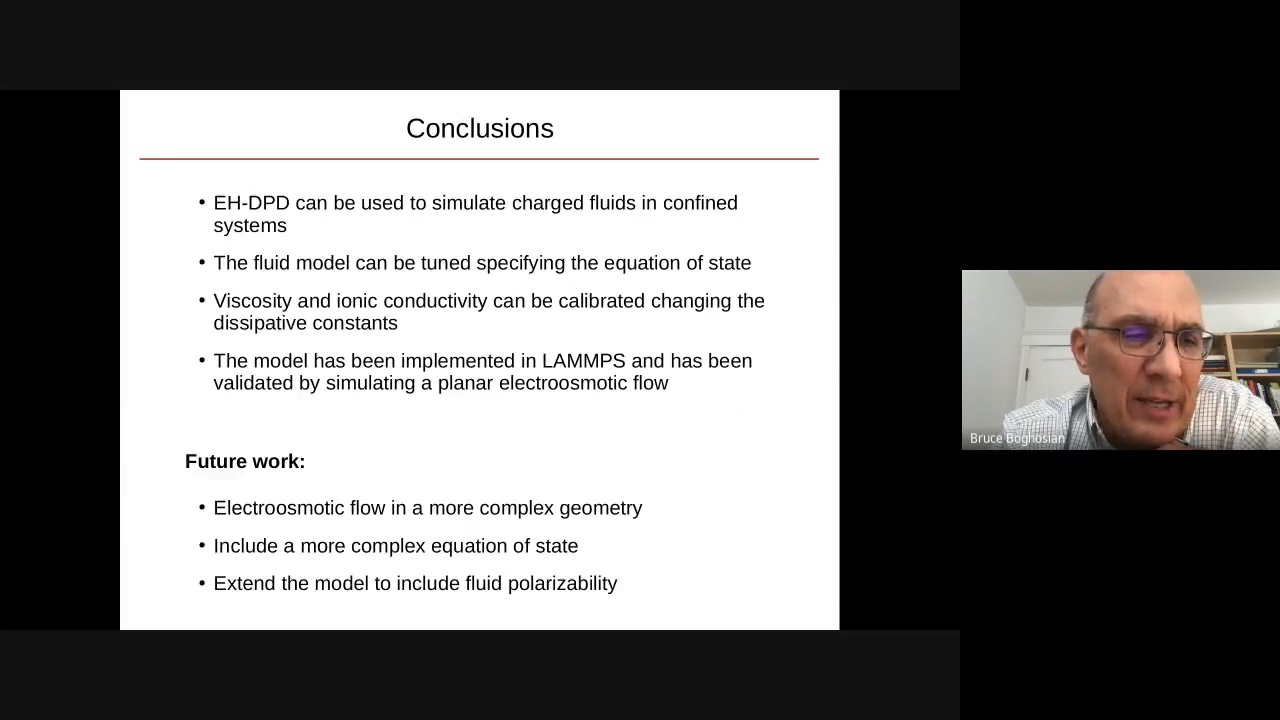 Conclusions
• EH-DPD can be used to simulate charged fluids in confined
systems
• The fluid model can be tuned specifying the equation of state
• Viscosity and ionic conductivity can be calibrated changing the
dissipative constants
• The model has been implemented in LAMMPS and has been
validated by simulating a planar electroosmotic flow
Future work:
• Electroosmotic flow in a more complex geometry
• Include a more complex equation of state
• Extend the model to include fluid polarizability
Bruce Boghosian